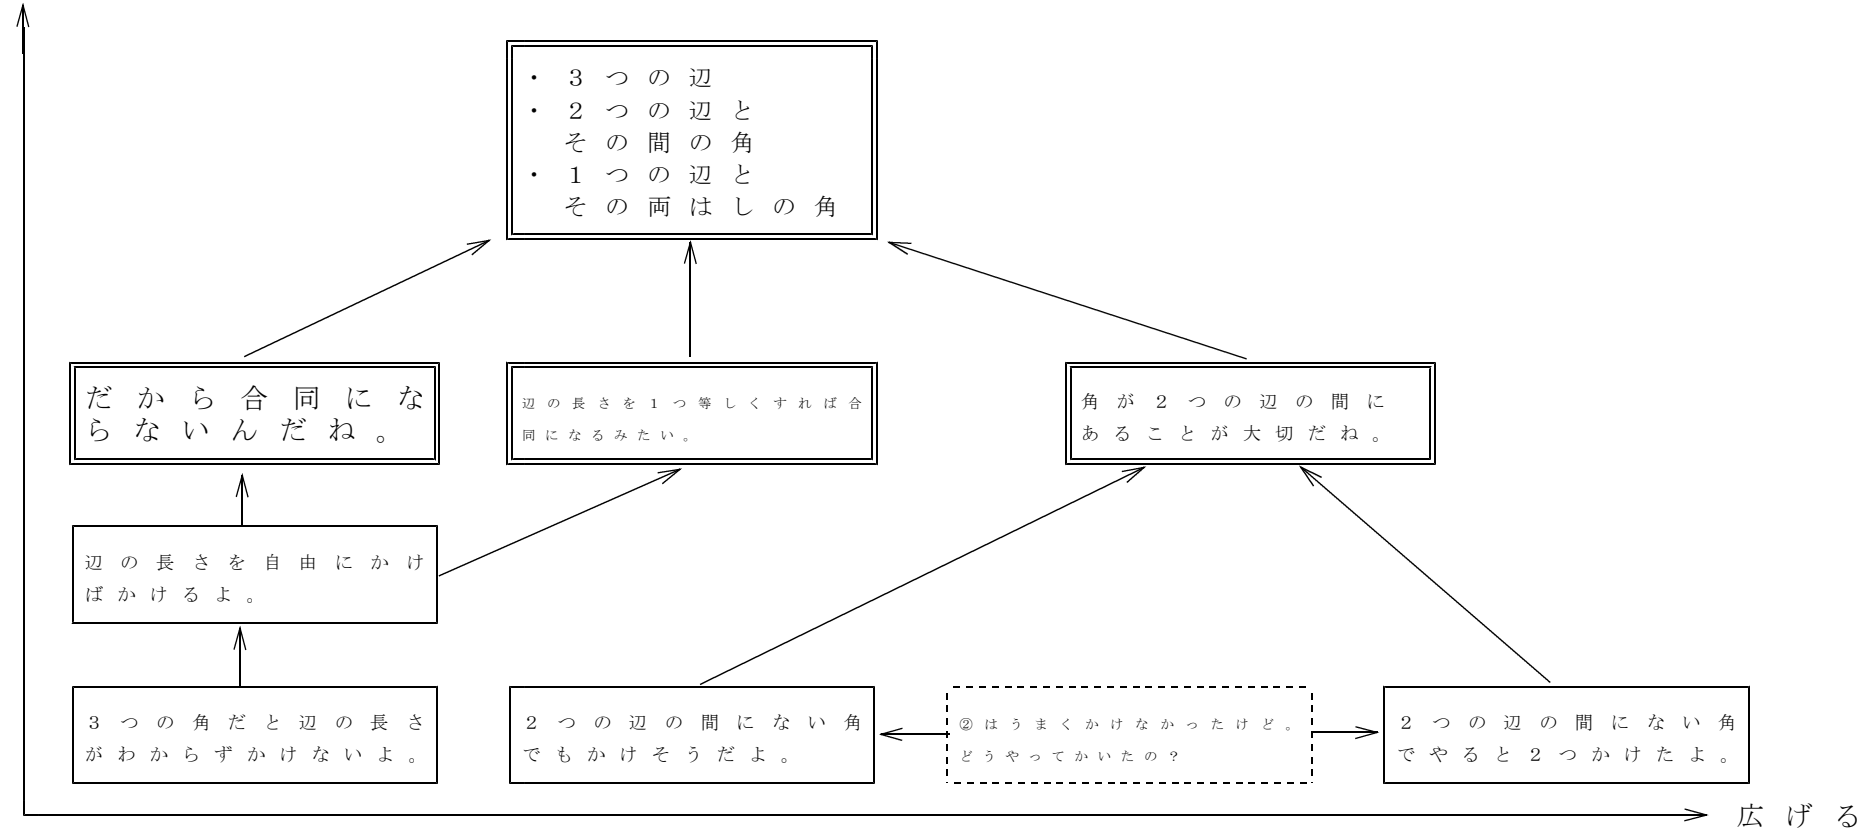 ・３つの辺
・２つの辺と
その間の角
・１つの辺と
その両はしの角
だから合同にな
らないんだね。
辺の長さを１つ等しくすれば合
同になるみたい。
角が２つの辺の間に
あることが大切だね。
辺の長さを自由にかけ
ばかけるよ。
３つの角だと辺の長さ
がわからずかけないよ。
２つの辺の間にない角
でもかけそうだよ。
②はうまくかけなかったけど。
どうやってかいたの？
２つの辺の間にない角
でやると２つかけたよ。
広げる